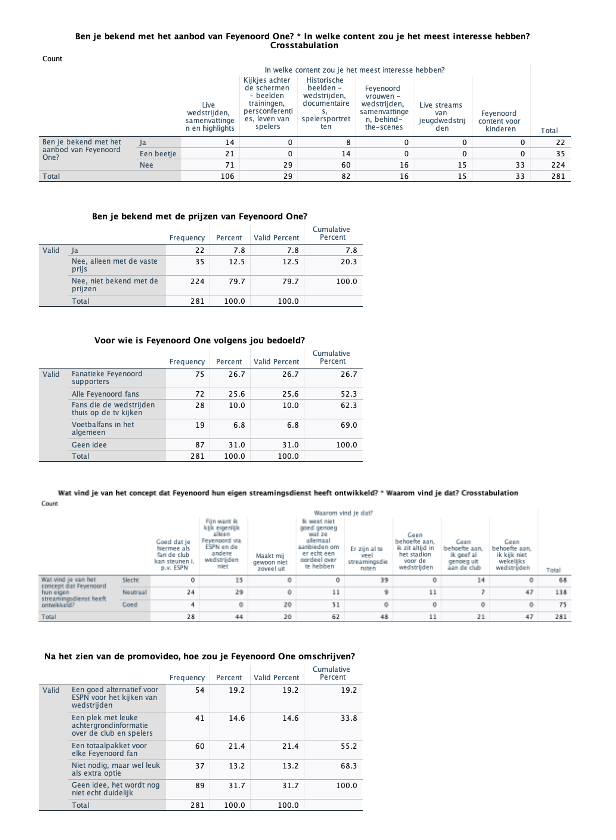 Ben je bekend met het aanbod van Feyenoord One? * In welke content zou je het meest interesse hebben?
Crosstabulation
Count
In welke content zou je het meest interesse hebben?
Live wedstrijden, samenvattinge n en highlights
Kijkjes achter de schermen – beelden trainingen, persconferenti es, leven van spelers
Historische beelden – wedstrijden, documentaire s, spelersportret ten
Feyenoord vrouwen – wedstrijden, samenvattinge n, behind-the-scenes
Live streams van jeugdwedstrij den
Feyenoord content voor kinderen
Total
Ben je bekend met het aanbod van Feyenoord One? Ja 14 0 8 0 0 0 22
Een beetje 21 0 14 0 0 0 35
Nee 71 29 60 16 15 33 224
Total 106 29 82 16 15 33 281
Ben je bekend met de prijzen van Feyenoord One?
Frequency Percent Valid Percent Cumulative Percent
Valid Ja 22 7.8 7.8 7.8
Nee, alleen met de vaste prijs 35 12.5 12.5 20.3
Nee, niet bekend met de prijzen 224 79.7 79.7 100.0
Total 281 100.0 100.0
Voor wie is Feyenoord One volgens jou bedoeld?
Frequency Percent Valid Percent Cumulative Percent
Valid Fanatieke Feyenoord supporters 75 26.7 26.7 26.7
Alle Feyenoord fans 72 25.6 25.6 52.3
Fans die de wedstrijden thuis op de tv kijken 28 10.0 10.0 62.3
Voetbalfans in het algemeen 19 6.8 6.8 69.0
Geen idee 87 31.0 31.0 100.0
Total 281 100.0 100.0
Wat vind je van het concept dat Feyenoord hun eigen streamingsdienst heeft ontwikkeld? * Waarom vind je dat? Crosstabulation
Count
Waarom vind je dat?
Goed dat je hiermee als fan de club kan steunen i. p.v. ESPN
Fijn want ik kijk eigenlijk alleen Feyenoord via ESPN en de andere wedstrijden niet
Maakt mij gewoon niet zoveel uit
Ik weet niet goed genoeg wat ze allemaal aanbieden om er echt een oordeel over te hebben
Er zijn al te veel streamingsdie nsten
Geen behoefte aan, ik zit altijd in het stadion voor de wedstrijden
Geen behoefte aan, ik geef al genoeg uit aan de club
Geen behoefte aan, ik kijk niet wekelijks wedstrijden
Total
Wat vind je van het concept dat Feyenoord hun eigen streamingsdienst heeft ontwikkeld? Slecht 0 15 0 0 39 0 14 0 68
Neutraal 24 29 0 11 9 11 7 47 138
Goed 4 0 20 51 0 0 0 0 75
Total 28 44 20 62 48 11 21 47 281
Na het zien van de promovideo, hoe zou je Feyenoord One omschrijven?
Frequency Percent Valid Percent Cumulative Percent
Valid Een goed alternatief voor ESPN voor het kijken van wedstrijden 54 19.2 19.2 19.2
Een plek met leuke achtergrondinformatie over de club en spelers 41 14.6 14.6 33.8
Een totaalpakket voor elke Feyenoord fan 60 21.4 21.4 55.2
Niet nodig, maar wel leuk als extra optie 37 13.2 13.2 68.3
Geen idee, het wordt nog niet echt duidelijk 89 31.7 31.7 100.0
Total 281 100.0 100.0